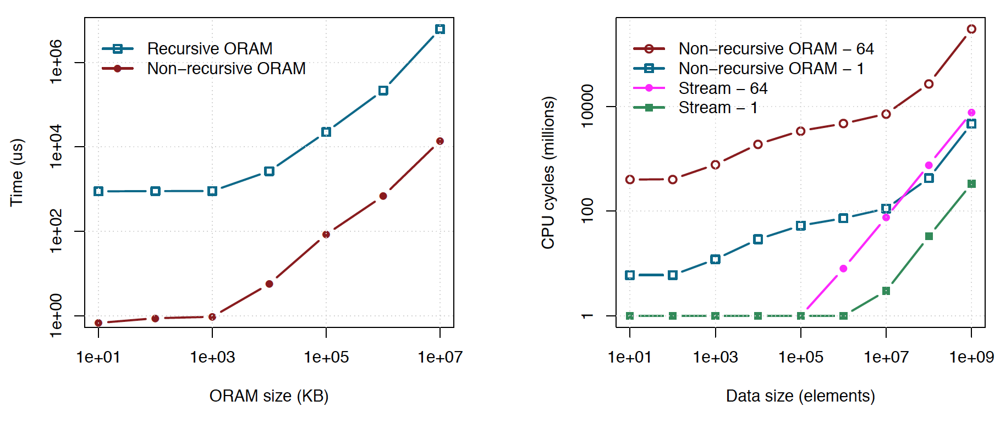 Recursive ORAM
Non−recursive ORAM
1e+06
1e+04
1e+02
1e+00
Time (us)
1e+01
1e+03
1e+05
1e+07
ORAM size (KB)
Non−recursive ORAM − 64
Non−recursive ORAM − 1
Stream − 64
Stream − 1
10000
100
1
CPU cycles (millions)
1e+01
1e+03
1e+05
1e+07
1e+09
Data size (elements)